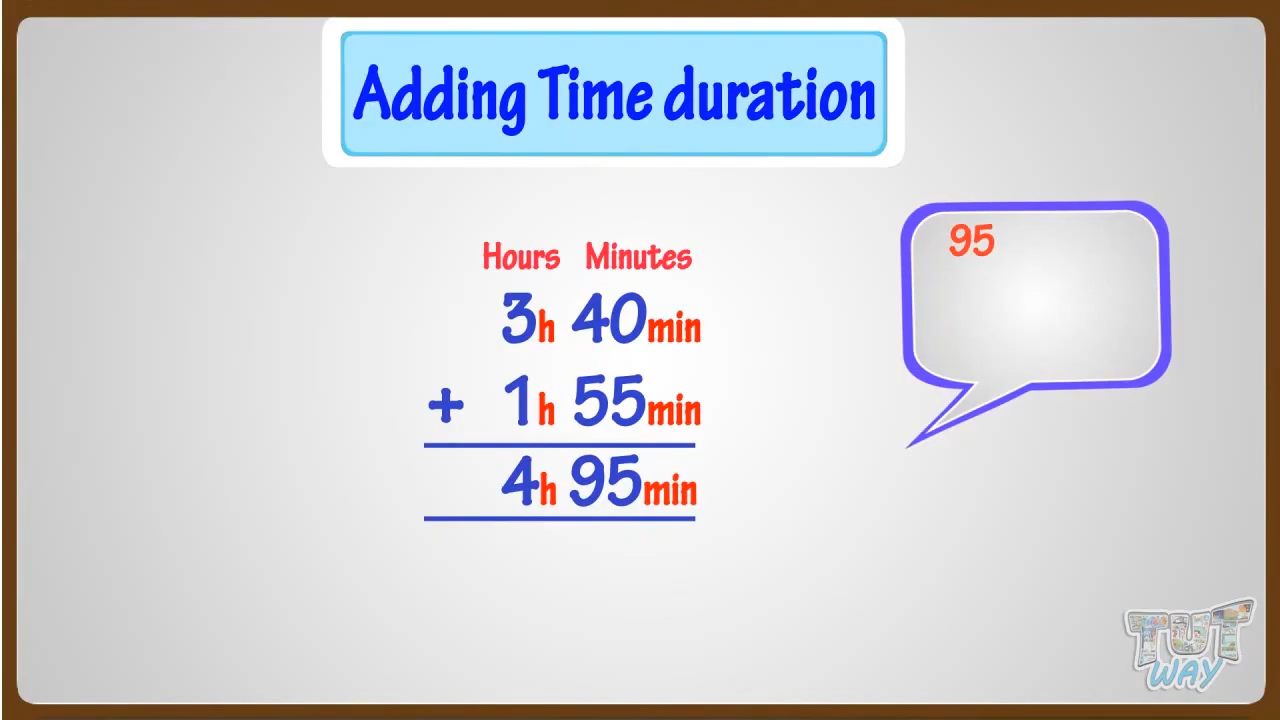 Adding Time duration
95
Hours Minutes
3h 40min
+ 1h 55min
4h 95min
TUT
WAY